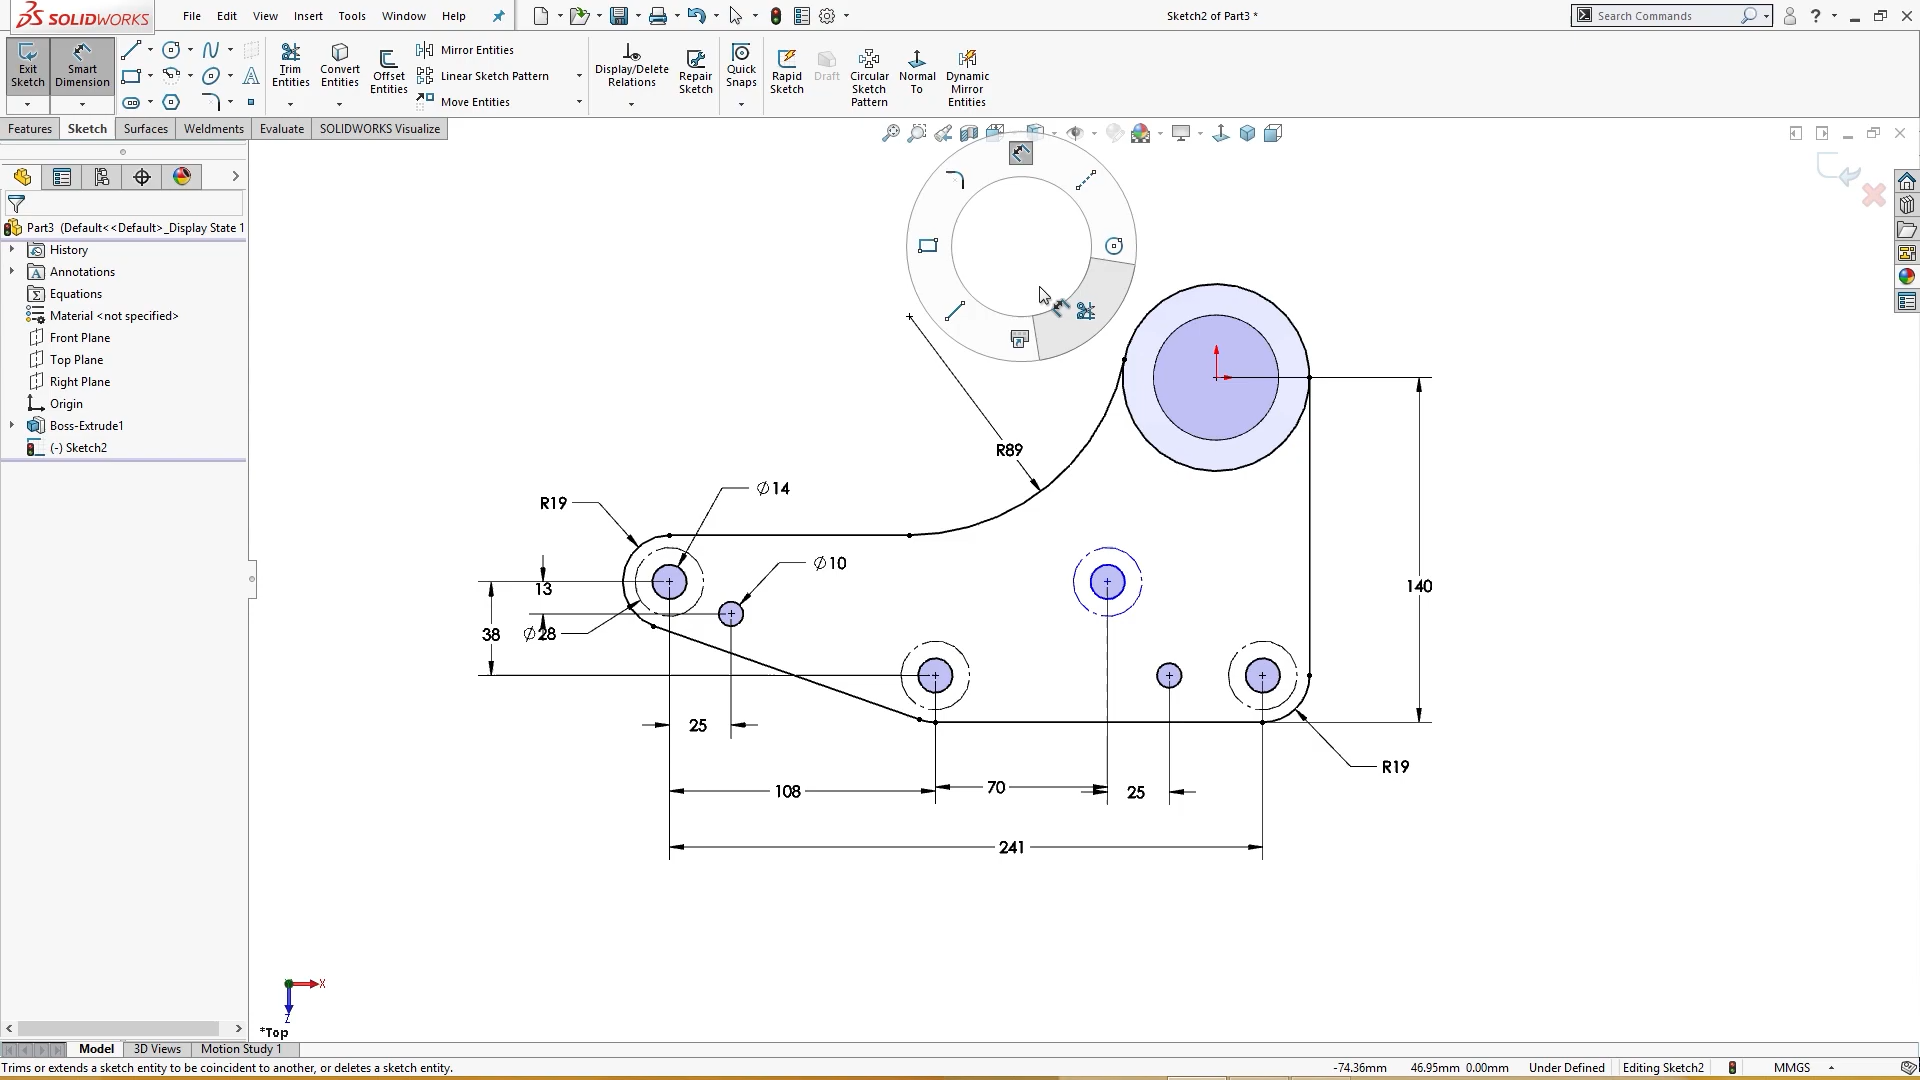 SOLIDWORKS
File Edit View Insert Tools Window Help
Sketch2 of Part3 *
Search Commands
Exit Sketch
Smart Dimension
Trim Entities
Convert Entities
Offset Entities
Mirror Entities
Linear Sketch Pattern
Move Entities
Display/Delete Relations
Repair Sketch
Quick Snaps
Rapid Sketch
Draft
Circular Sketch Pattern
Normal To
Dynamic Mirror Entities
Features Sketch Surfaces Weldments Evaluate SOLIDWORKS Visualize
Part3 (Default<<Default>_Display State 1
History
Annotations
Equations
Material <not specified>
Front Plane
Top Plane
Right Plane
Origin
Boss-Extrude1
(-) Sketch2
R89
∅14
R19
∅10
13
140
38
∅28
25
R19
108
70
25
241
X
Z
*Top
Model 3D Views Motion Study 1
Trims or extends a sketch entity to be coincident to another, or deletes a sketch entity.
-74.36mm 46.95mm 0.00mm Under Defined Editing Sketch2 MMGS